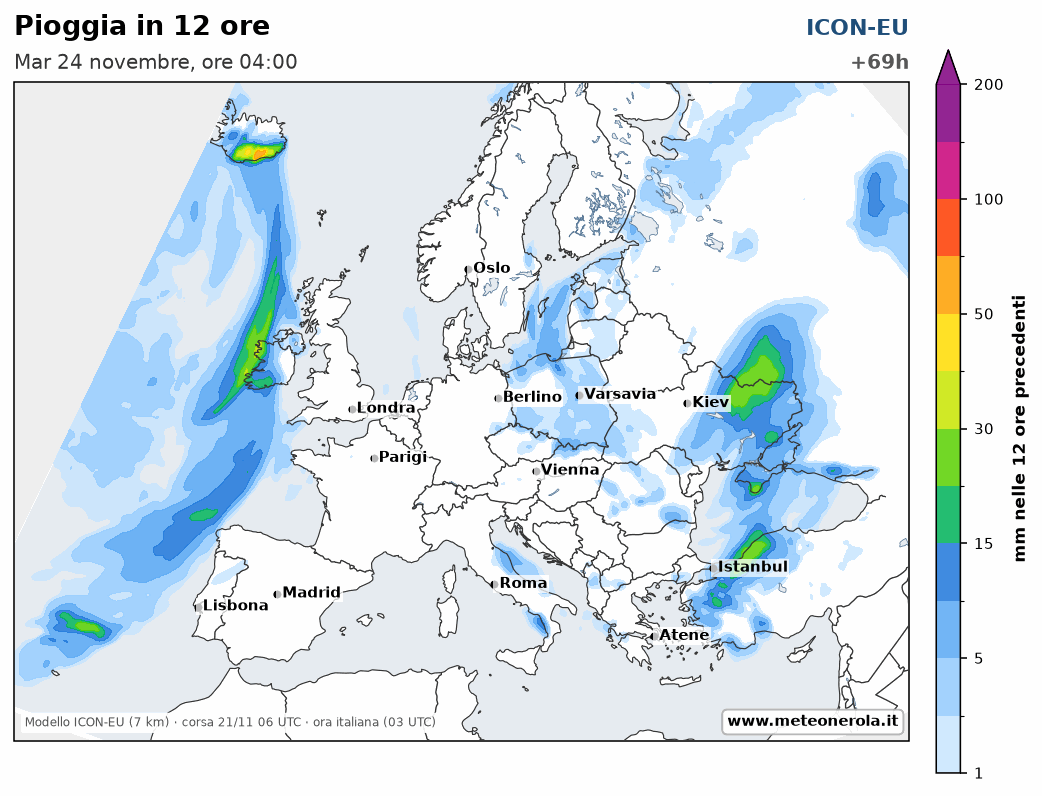 Pioggia in 12 ore
ICON-EU
Mar 24 novembre, ore 04:00
+69h
200
100
50
30
15
5
1
mm nelle 12 ore precedenti
Oslo
Londra
Berlino
Varsavia
Kiev
Parigi
Vienna
Istanbul
Roma
Madrid
Lisbona
Atene
Modello ICON-EU (7 km) · corsa 21/11 06 UTC · ora italiana (03 UTC)
www.meteonerola.it